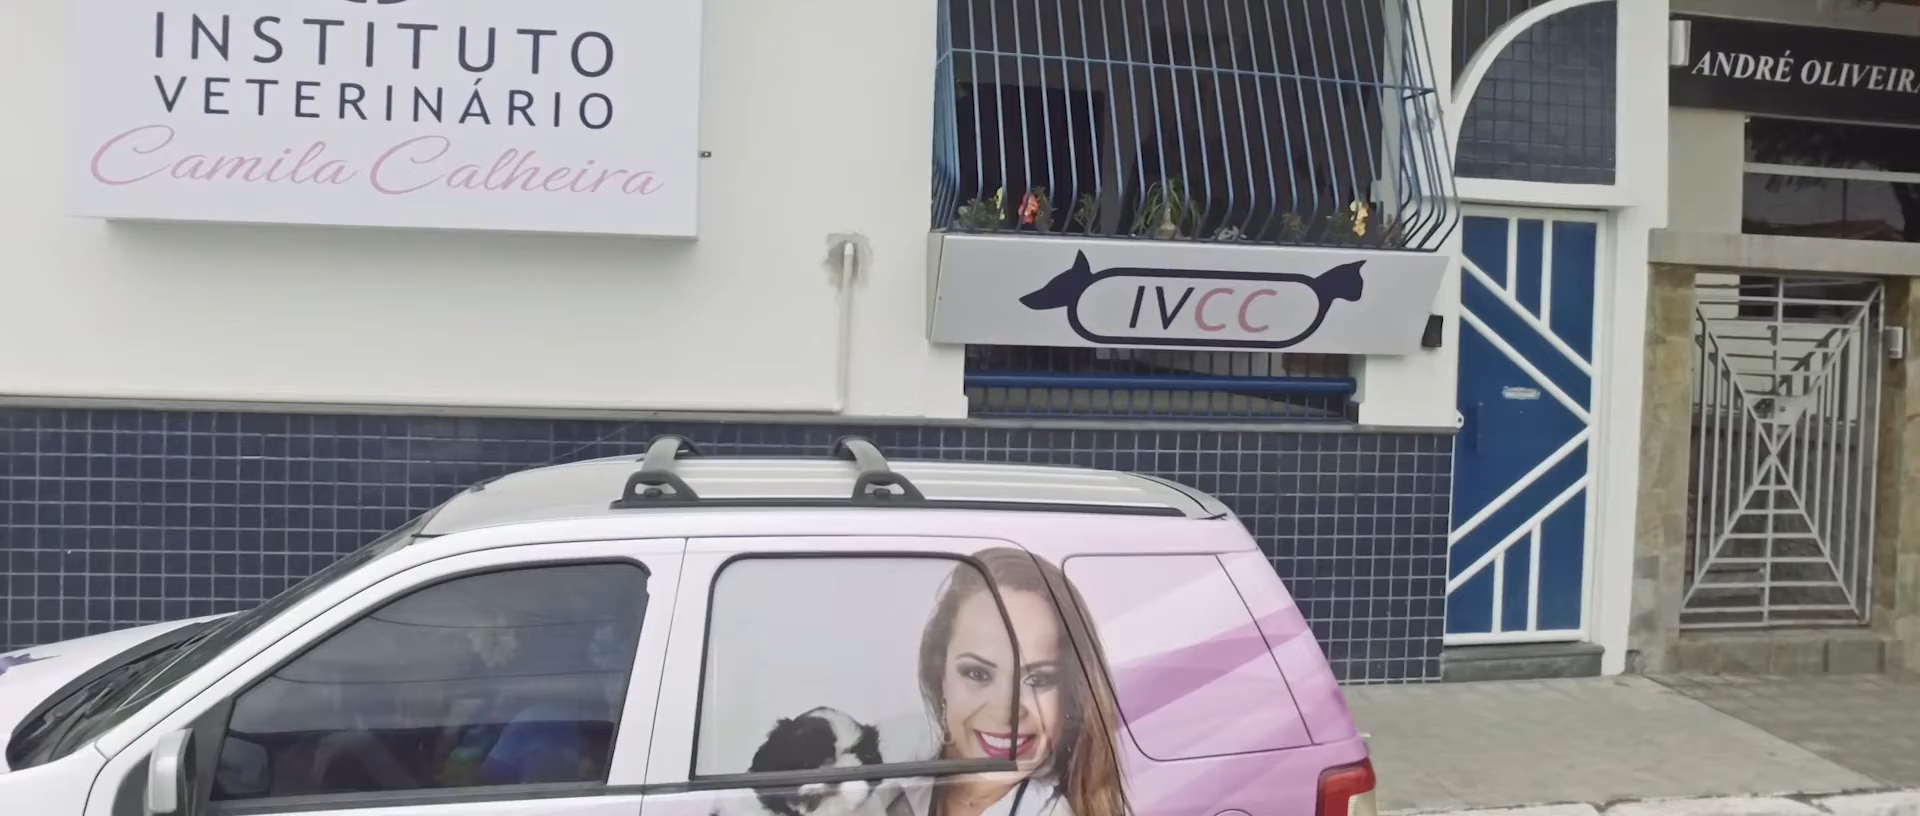 INSTITUTO
VETERINÁRIO
Camila Calheira
IVCC
ANDRÉ OLIVEIRA